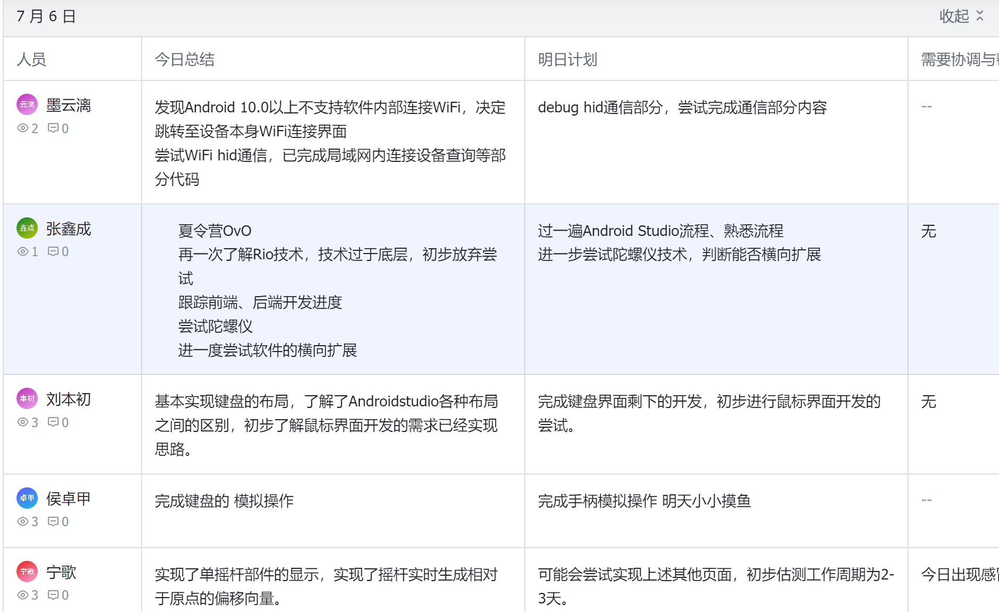 7 月 6 日
收起
人员
今日总结
明日计划
需要协调与
云漓
墨云漓
2
0
发现Android 10.0以上不支持软件内部连接WiFi，决定
跳转至设备本身WiFi连接界面
尝试WiFi hid通信，已完成局域网内连接设备查询等部
分代码
debug hid通信部分，尝试完成通信部分内容
--
鑫成
张鑫成
1
0
夏令营OvO
再一次了解Rio技术，技术过于底层，初步放弃尝
试
跟踪前端、后端开发进度
尝试陀螺仪
进一度尝试软件的横向扩展
过一遍Android Studio流程、熟悉流程
进一步尝试陀螺仪技术，判断能否横向扩展
无
本初
刘本初
3
0
基本实现键盘的布局，了解了Androidstudio各种布局
之间的区别，初步了解鼠标界面开发的需求已经实现
思路。
完成键盘界面剩下的开发，初步进行鼠标界面开发的
尝试。
无
卓甲
侯卓甲
3
0
完成键盘的 模拟操作
完成手柄模拟操作 明天小小摸鱼
--
宁歌
宁歌
3
0
实现了单摇杆部件的显示，实现了摇杆实时生成相对
于原点的偏移向量。
可能会尝试实现上述其他页面，初步估测工作周期为2-
3天。
今日出现感